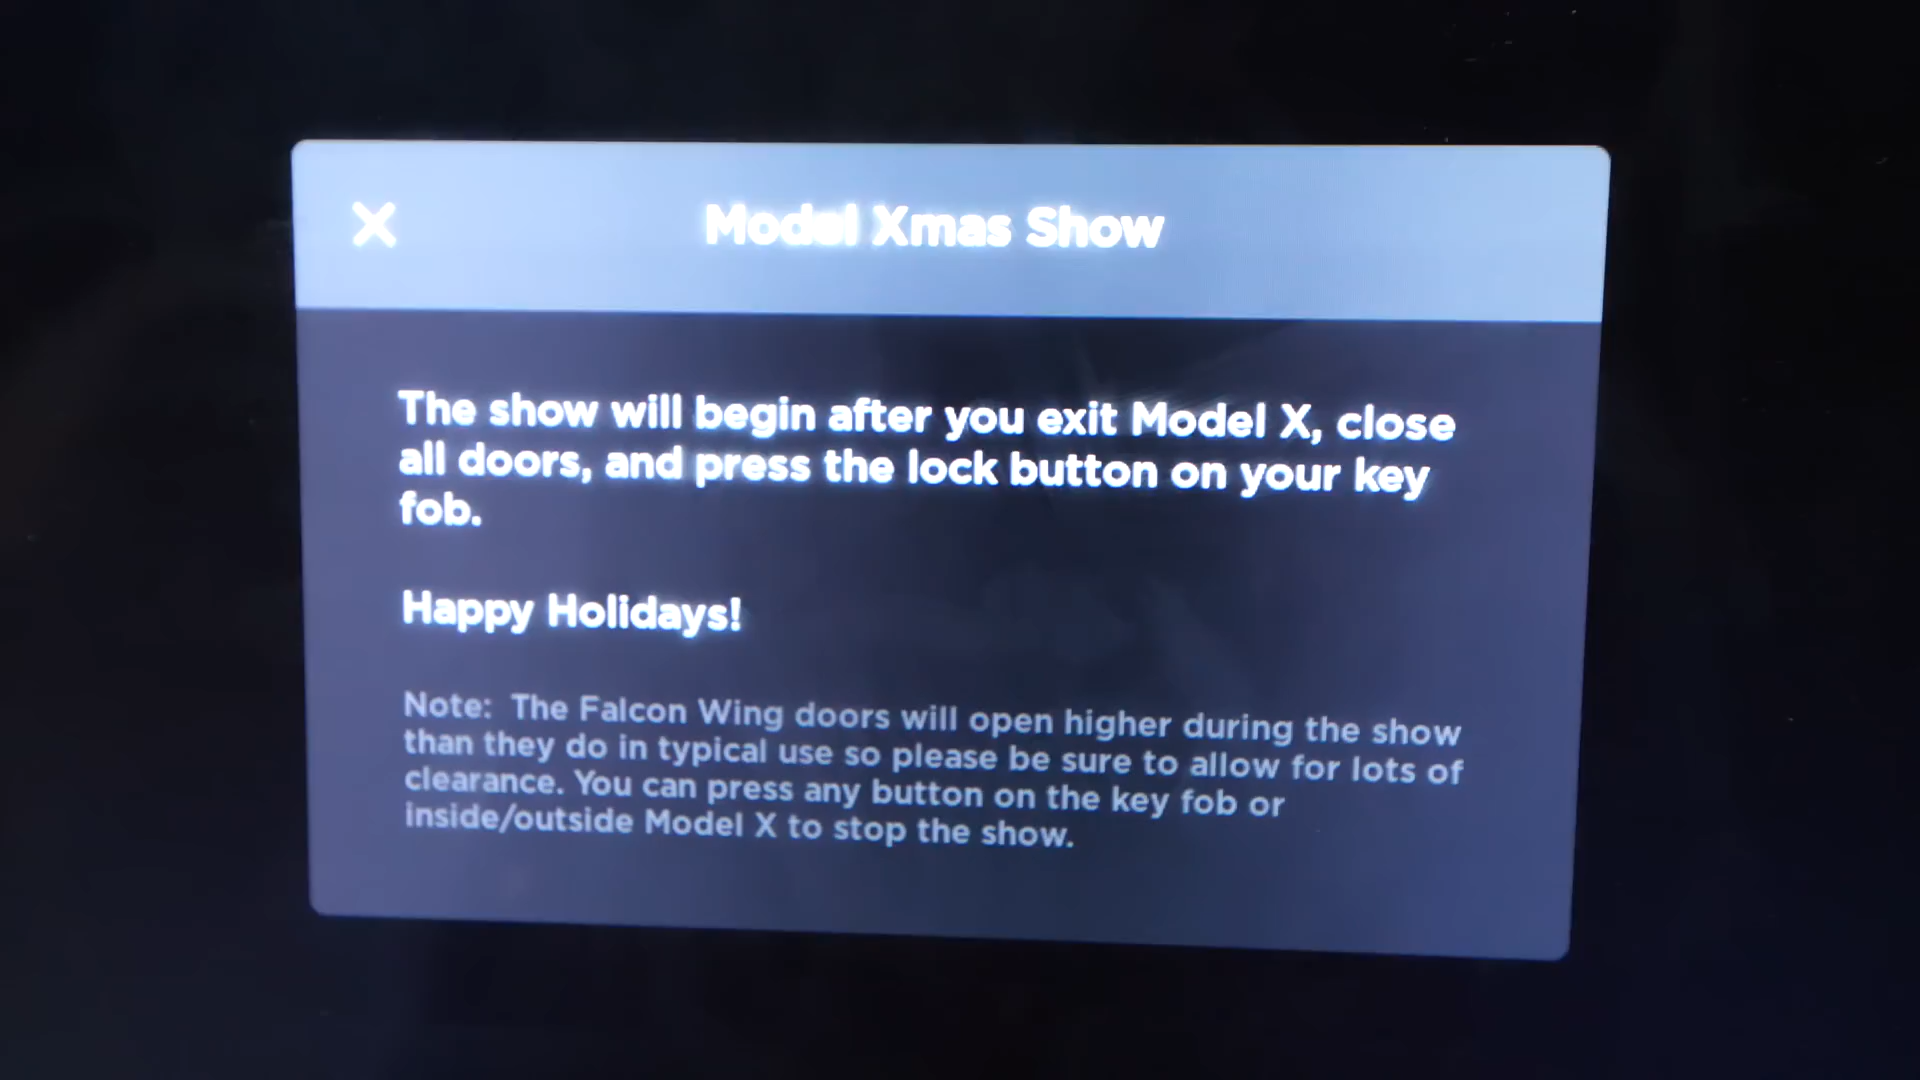 Model Xmas Show
The show will begin after you exit Model X, close
all doors, and press the lock button on your key
fob.
Happy Holidays!
Note: The Falcon Wing doors will open higher during the show
than they do in typical use so please be sure to allow for lots of
clearance. You can press any button on the key fob or
inside/outside Model X to stop the show.